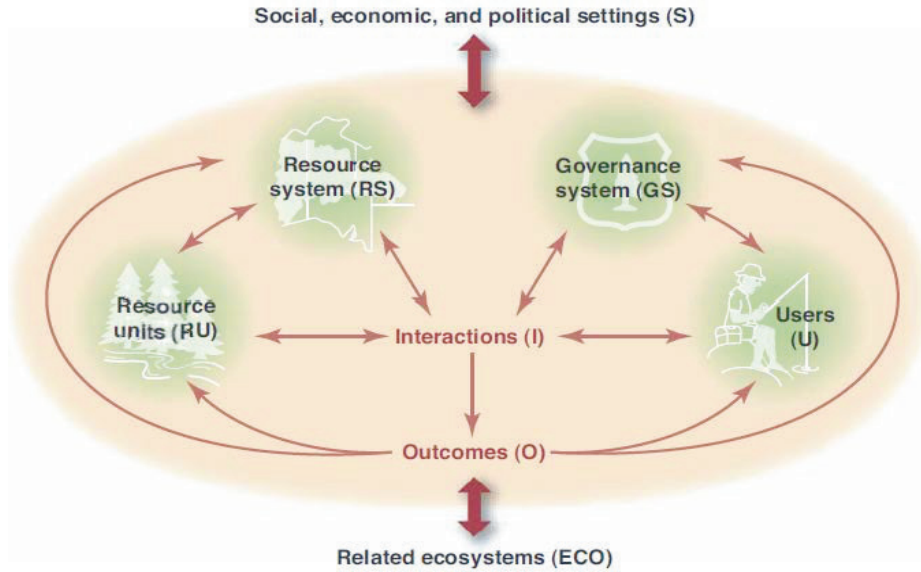 Social, economic, and political settings (S)
Resource
system (RS)
Governance
system (GS)
Resource
units (RU)
Interactions (I)
Users
(U)
Outcomes (O)
Related ecosystems (ECO)